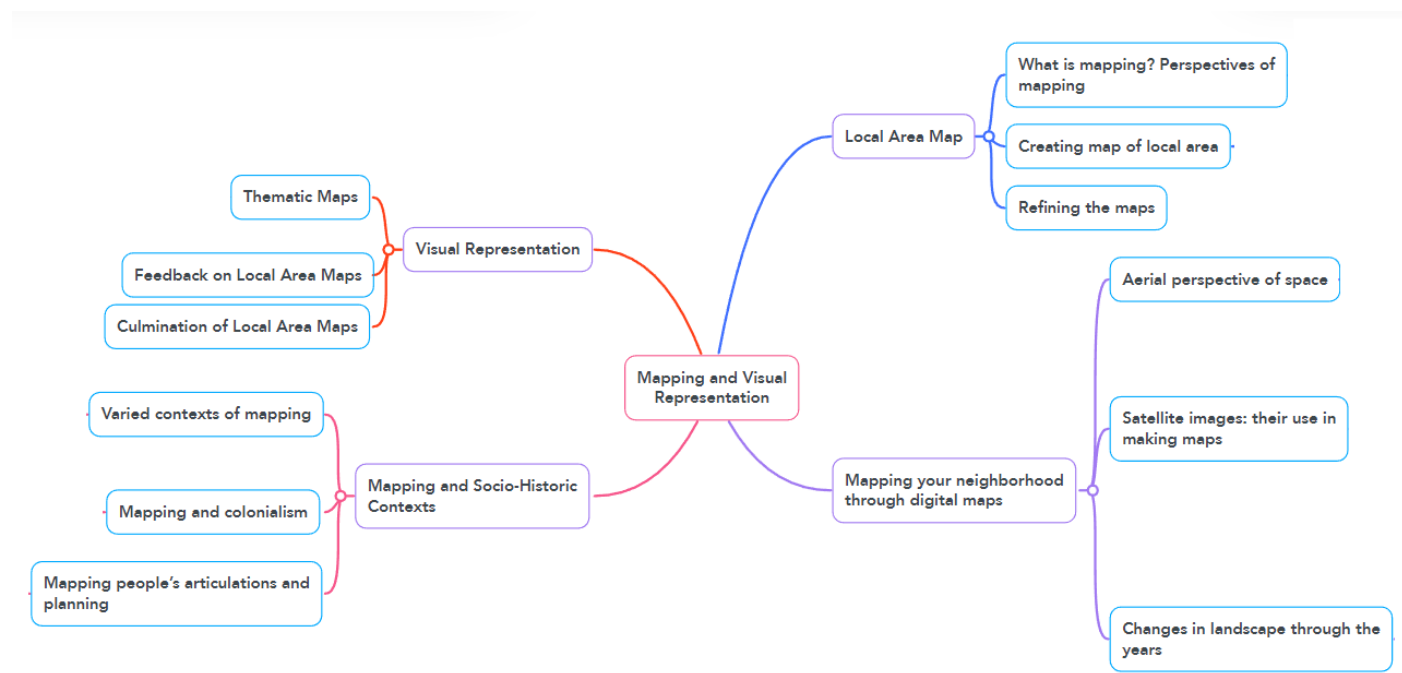 Mapping and Visual
Representation
Local Area Map
What is mapping? Perspectives of
mapping
Creating map of local area
Refining the maps
Mapping your neighborhood
through digital maps
Aerial perspective of space
Satellite images: their use in
making maps
Changes in landscape through the
years
Visual Representation
Thematic Maps
Feedback on Local Area Maps
Culmination of Local Area Maps
Mapping and Socio-Historic
Contexts
Varied contexts of mapping
Mapping and colonialism
Mapping people’s articulations and
planning